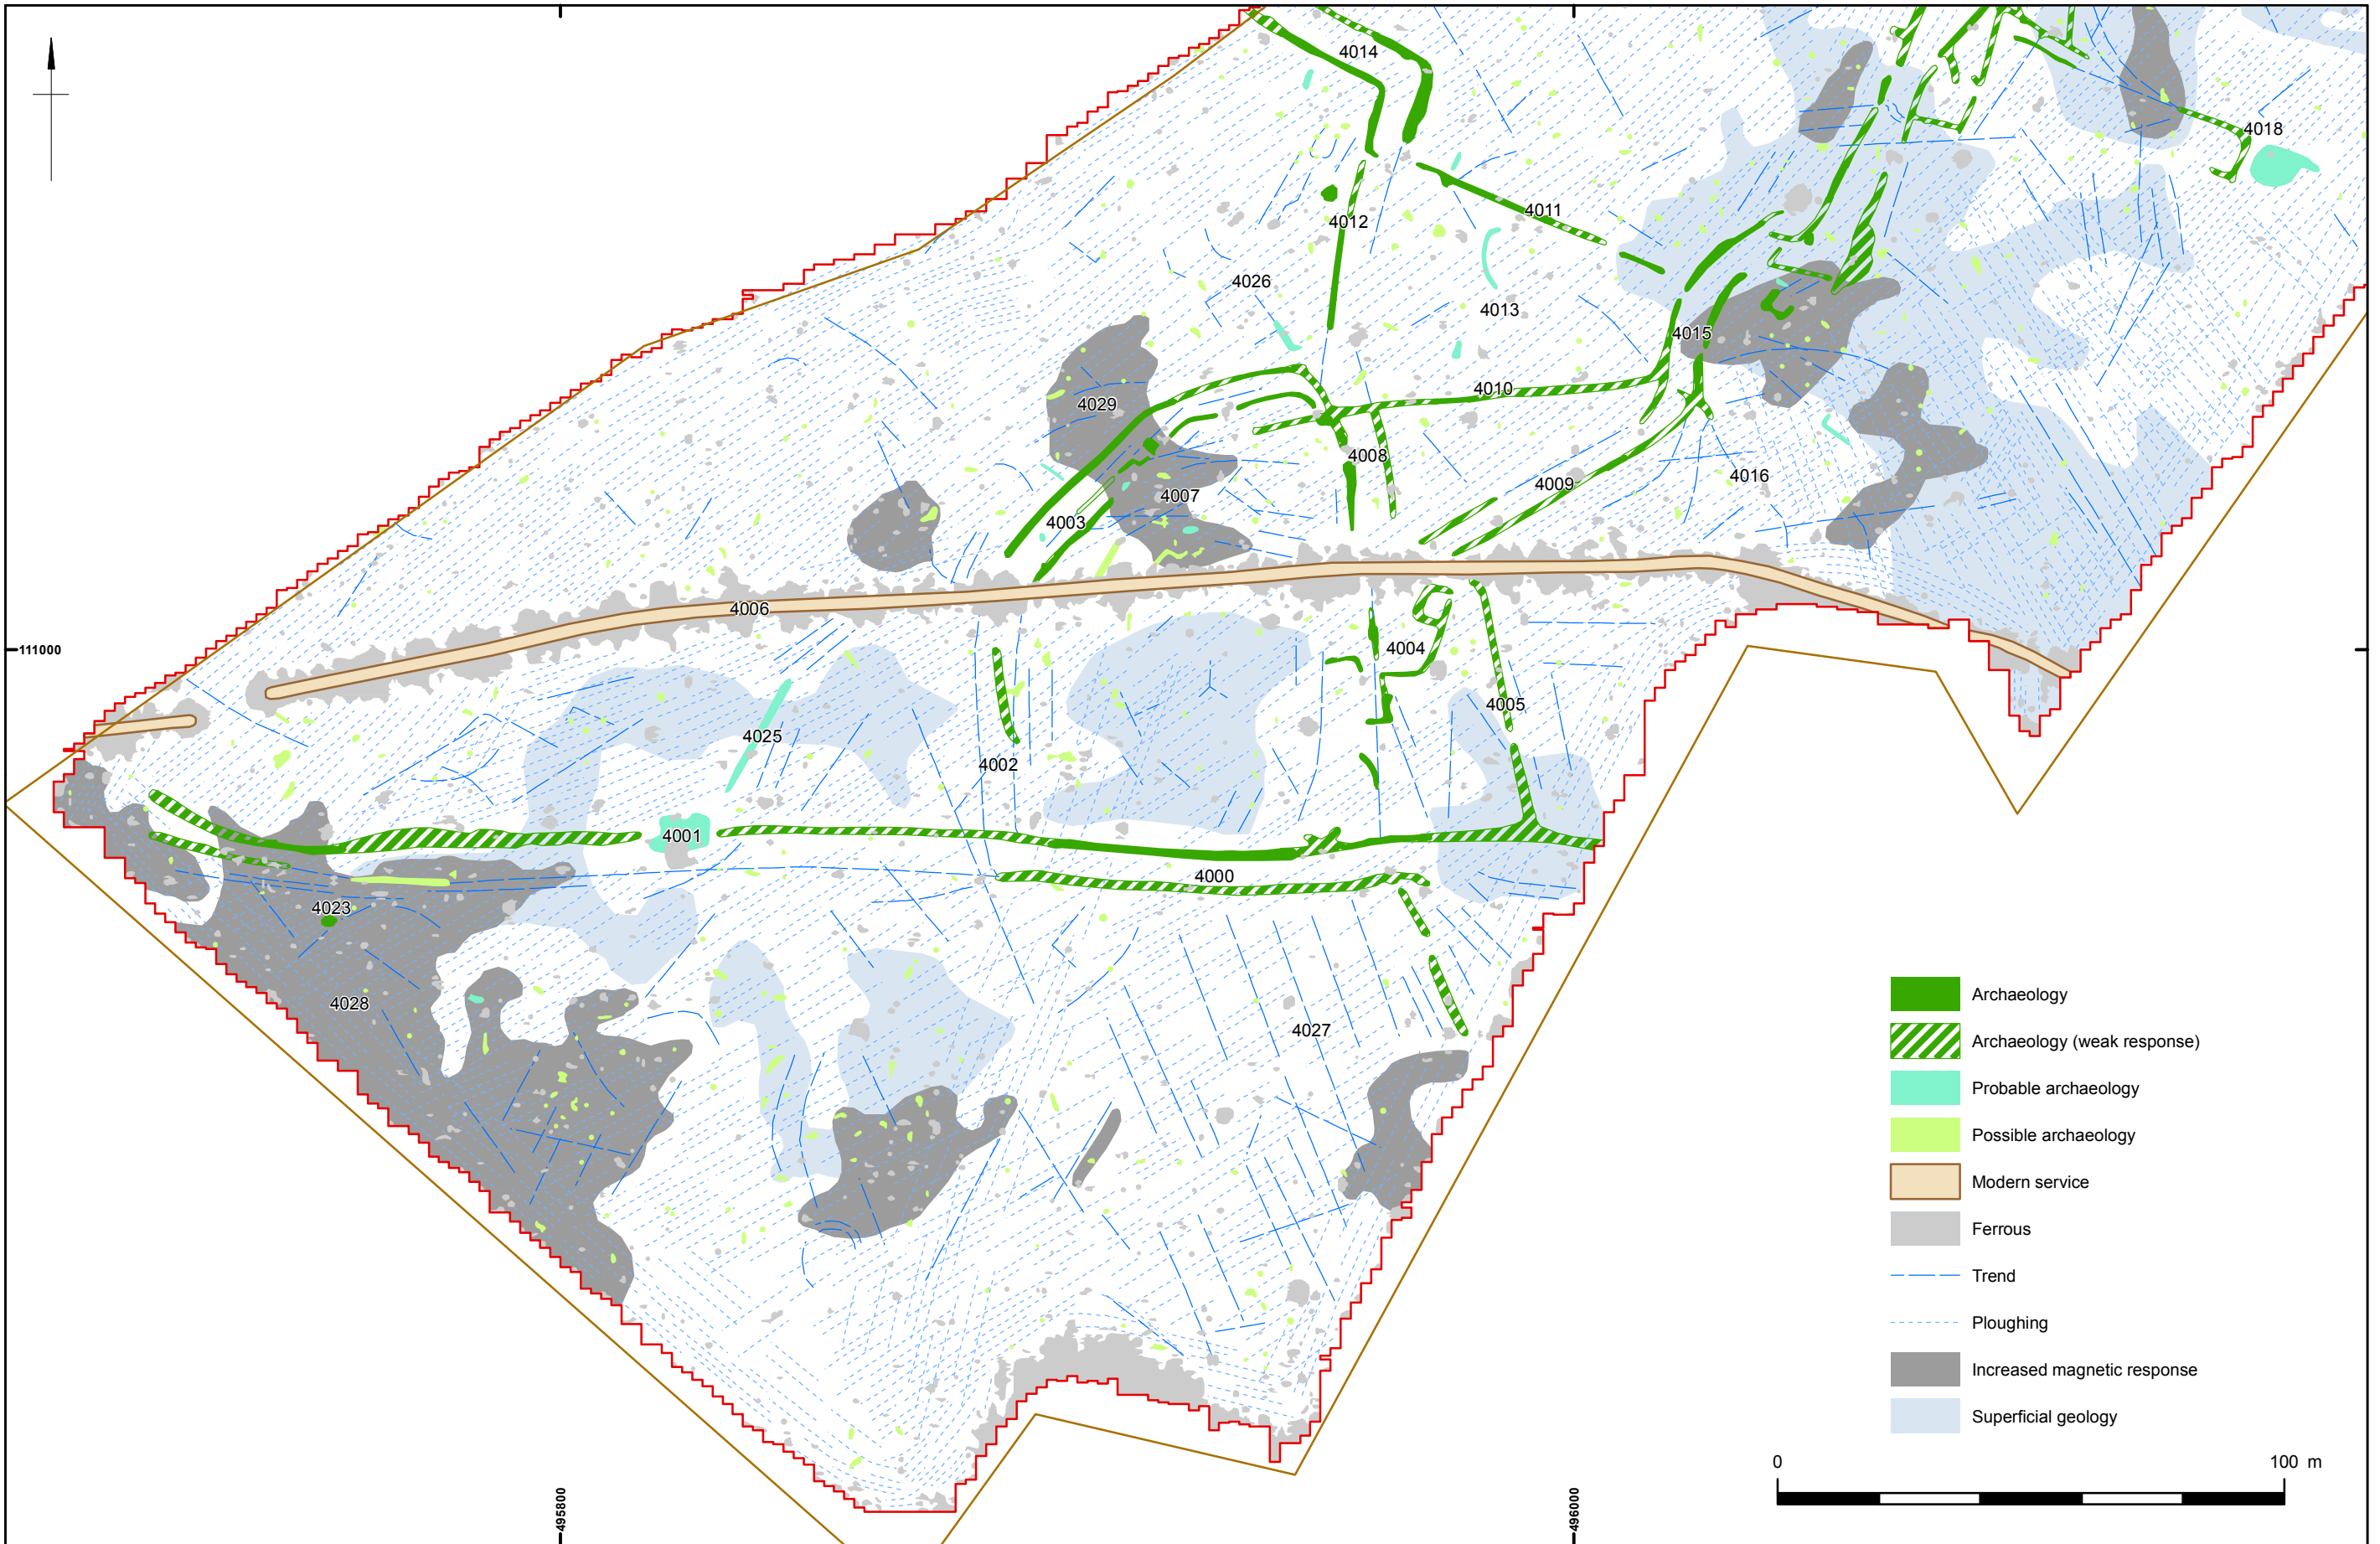 4014
4018
4012
4011
4026
4013
4015
4029
4010
4008
4016
4007
4009
4003
4006
111000
4004
4005
4025
4002
4001
4000
4023
4028
4027
Archaeology
Archaeology (weak response)
Probable archaeology
Possible archaeology
Modern service
Ferrous
Trend
Ploughing
Increased magnetic response
Superficial geology
0 100 m
495800
496000